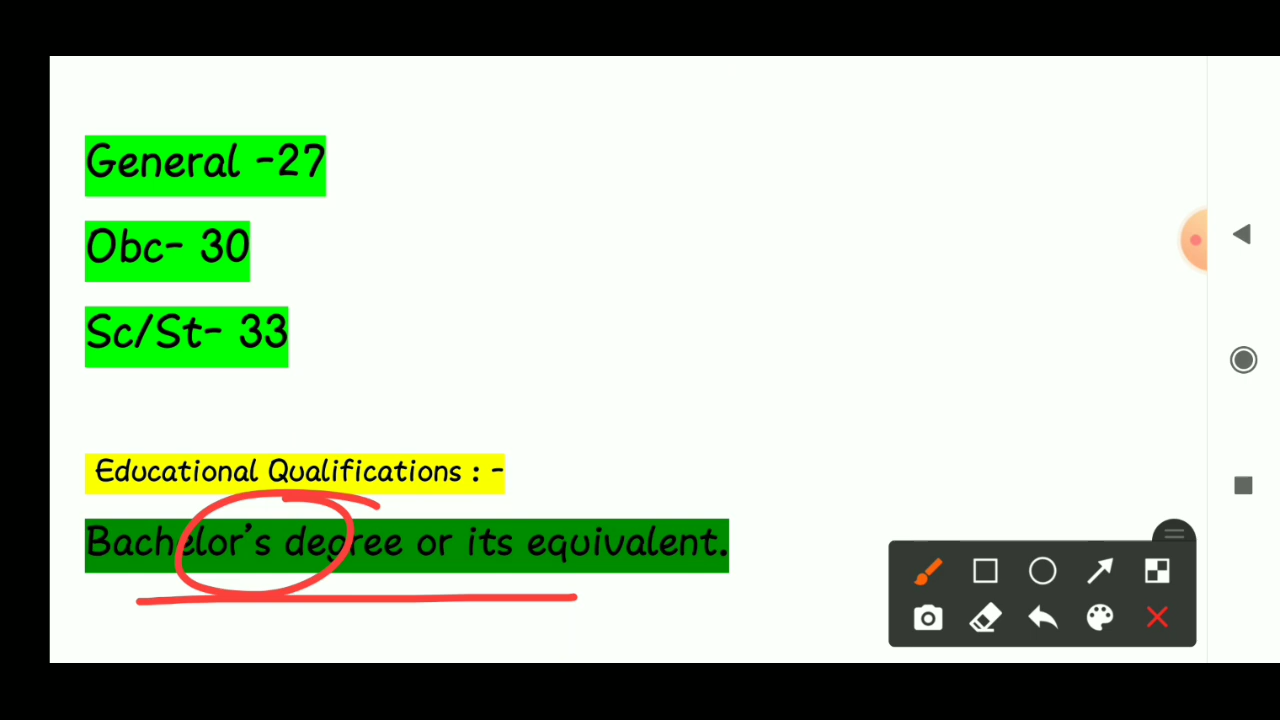 General -27
Obc- 30
Sc/St- 33
Educational Qualifications : -
Bachelor's degree or its equivalent.